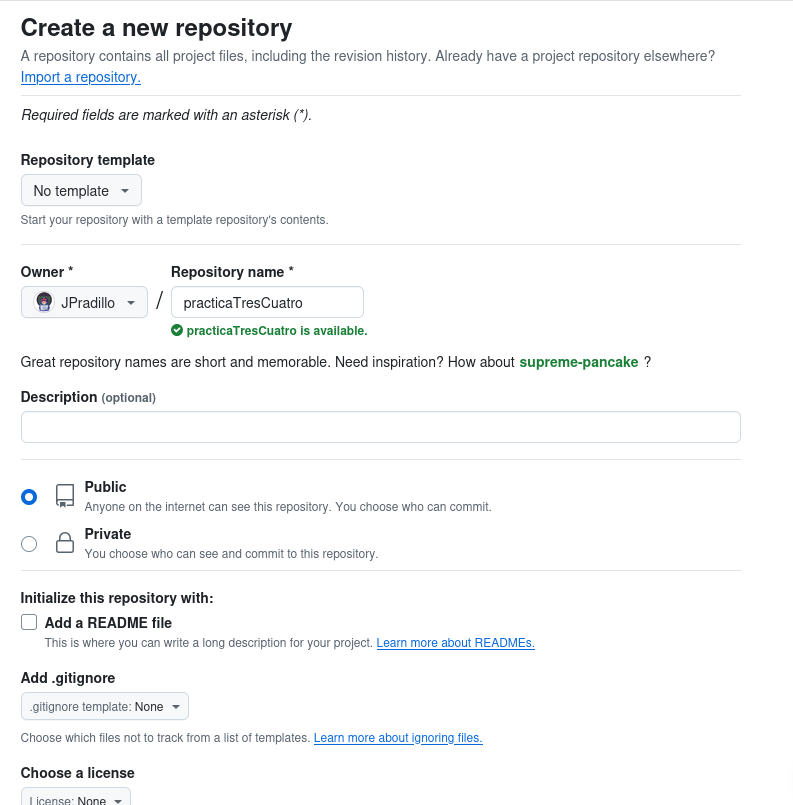 Create a new repository
A repository contains all project files, including the revision history. Already have a project repository elsewhere?
Import a repository.
Required fields are marked with an asterisk (*).
Repository template
No template
Start your repository with a template repository's contents.
Owner * Repository name *
JPradillo / practicaTresCuatro
practicaTresCuatro is available.
Great repository names are short and memorable. Need inspiration? How about supreme-pancake ?
Description (optional)
Public
Anyone on the internet can see this repository. You choose who can commit.
Private
You choose who can see and commit to this repository.
Initialize this repository with:
Add a README file
This is where you can write a long description for your project. Learn more about READMEs.
Add .gitignore
.gitignore template: None
Choose which files not to track from a list of templates. Learn more about ignoring files.
Choose a license
License: None